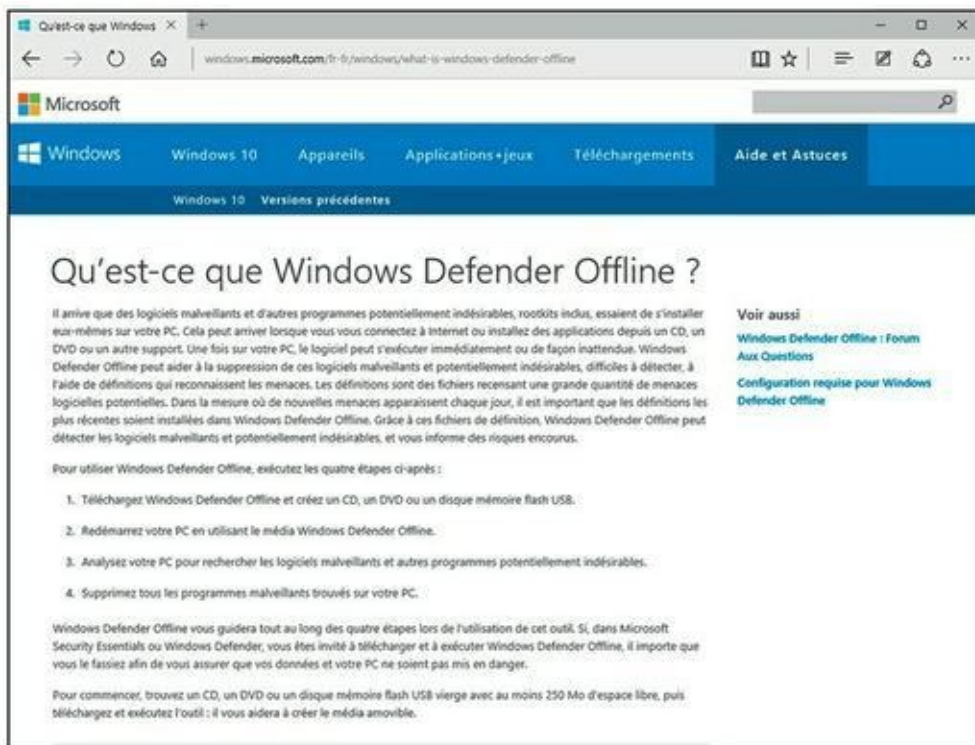 Qu'est-ce que Windows
windows.microsoft.com/fr-fr/windows/what-is-windows-defender-offline
Microsoft
Windows Windows 10 Appareils Applications+jeux Téléchargements Aide et Astuces
Windows 10 Versions précédentes
Qu'est-ce que Windows Defender Offline ?
Il arrive que des logiciels malveillants et d'autres programmes potentiellement indésirables, rootkits inclus, essaient de s'installer
eux-mêmes sur votre PC. Cela peut arriver lorsque vous vous connectez à Internet ou installez des applications depuis un CD, un
DVD ou un autre support. Une fois sur votre PC, le logiciel peut s'exécuter immédiatement ou de façon inattendue. Windows
Defender Offline peut aider à la suppression de ces logiciels malveillants et potentiellement indésirables, difficiles à détecter, à
l'aide de définitions qui reconnaissent les menaces. Les définitions sont des fichiers recensant une grande quantité de menaces
logicielles potentielles. Dans la mesure où de nouvelles menaces apparaissent chaque jour, il est important que les définitions les
plus récentes soient installées dans Windows Defender Offline. Grâce à ces fichiers de définition, Windows Defender Offline peut
détecter les logiciels malveillants et potentiellement indésirables, et vous informe des risques encourus.
Pour utiliser Windows Defender Offline, exécutez les quatre étapes ci-après :
1. Téléchargez Windows Defender Offline et créez un CD, un DVD ou un disque mémoire flash USB.
2. Redémarrez votre PC en utilisant le média Windows Defender Offline.
3. Analysez votre PC pour rechercher les logiciels malveillants et autres programmes potentiellement indésirables.
4. Supprimez tous les programmes malveillants trouvés sur votre PC.
Windows Defender Offline vous guidera tout au long des quatre étapes lors de l'utilisation de cet outil. Si, dans Microsoft
Security Essentials ou Windows Defender, vous êtes invité à télécharger et à exécuter Windows Defender Offline, il importe que
vous le fassiez afin de vous assurer que vos données et votre PC ne soient pas mis en danger.
Pour commencer, trouvez un CD, un DVD ou un disque mémoire flash USB vierge avec au moins 250 Mo d'espace libre, puis
téléchargez et exécutez l'outil : il vous aidera à créer le média amovible.
Voir aussi
Windows Defender Offline : Forum
Aux Questions
Configuration requise pour Windows
Defender Offline